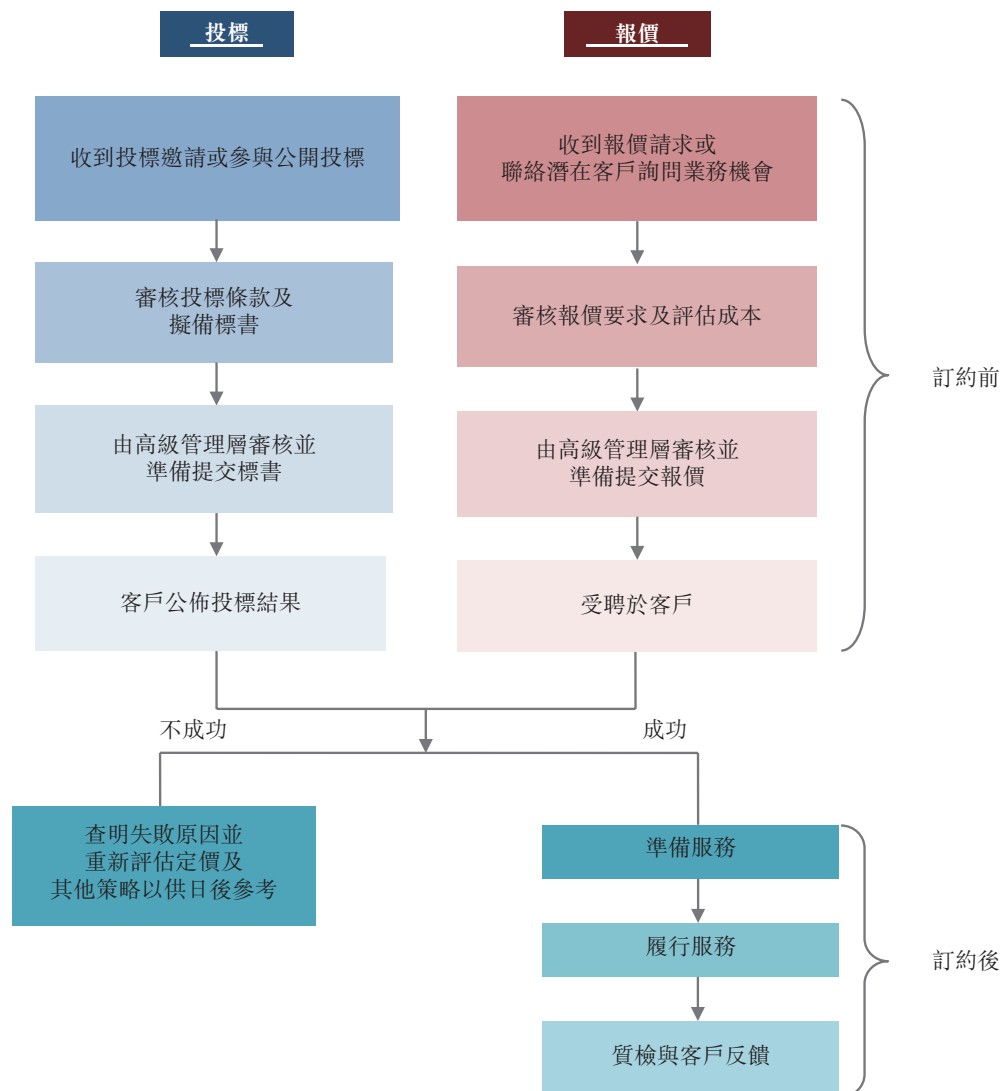 投標
報價
收到投標邀請或參與公開投標
收到報價請求或
聯絡潛在客戶詢問業務機會
審核投標條款及
擬備標書
審核報價要求及評估成本
訂約前
由高級管理層審核並
準備提交標書
由高級管理層審核並
準備提交報價
客戶公佈投標結果
受聘於客戶
不成功
成功
查明失敗原因並
重新評估定價及
其他策略以供日後參考
準備服務
履行服務
訂約後
質檢與客戶反饋